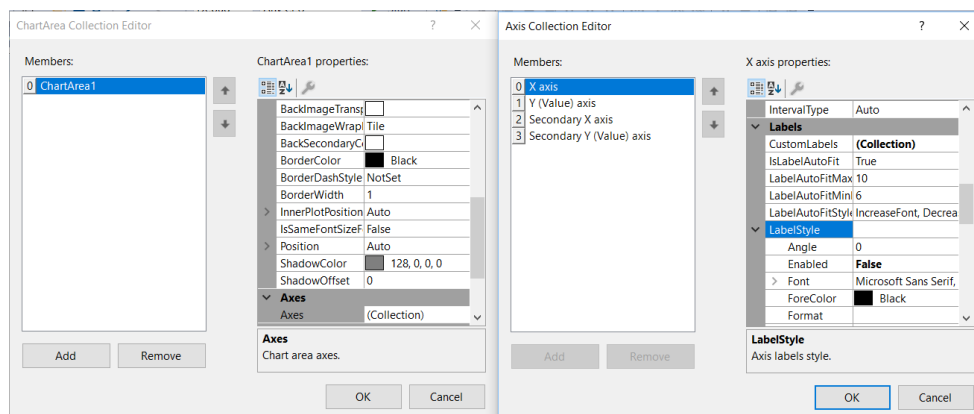 ChartArea Collection Editor ? ×
Members:
0 ChartArea1
Add Remove
ChartArea1 properties:
BackImageTransp
BackImageWrap Tile
BackSecondaryC
BorderColor Black
BorderDashStyle NotSet
BorderWidth 1
InnerPlotPosition Auto
IsSameFontSizeF False
Position Auto
ShadowColor 128, 0, 0, 0
ShadowOffset 0
Axes
Axes (Collection)
Axes
Chart area axes.
OK Cancel
Axis Collection Editor ? ×
Members:
0 X axis
1 Y (Value) axis
2 Secondary X axis
3 Secondary Y (Value) axis
Add Remove
X axis properties:
IntervalType Auto
Labels
CustomLabels (Collection)
IsLabelAutoFit True
LabelAutoFitMax 10
LabelAutoFitMinI 6
LabelAutoFitStyle IncreaseFont, Decrea
LabelStyle
Angle 0
Enabled False
Font Microsoft Sans Serif,
ForeColor Black
Format
LabelStyle
Axis labels style.
OK Cancel